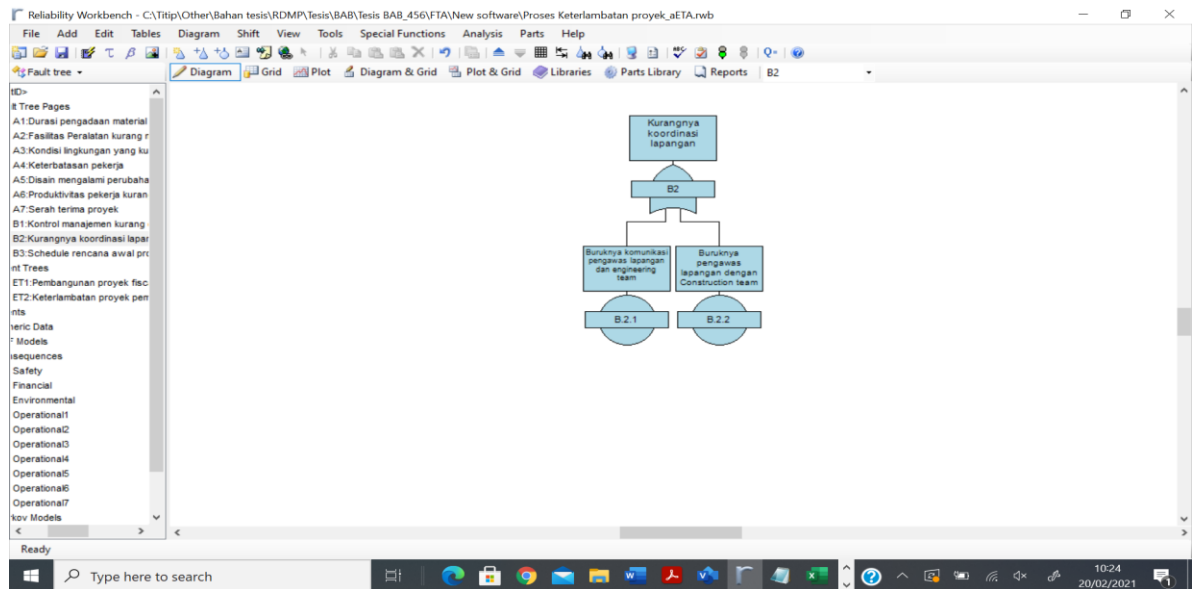 Reliability Workbench - C:\Titip\Other\Bahan tesis\RDMP\Tesis\BAB\Tesis BAB_456\FTA\New software\Proses Keterlambatan proyek_aETA.rwb
File Add Edit Tables Diagram Shift View Tools Special Functions Analysis Parts Help
Fault tree
Diagram Grid Plot Diagram & Grid Plot & Grid Libraries Parts Library Reports B2
tID>
lt Tree Pages
A1:Durasi pengadaan material
A2:Fasilitas Peralatan kurang r
A3:Kondisi lingkungan yang ku
A4:Keterbatasan pekerja
A5:Disain mengalami perubaha
A6:Produktivitas pekerja kuran
A7:Serah terima proyek
B1:Kontrol manajemen kurang
B2:Kurangnya koordinasi lapar
B3:Schedule rencana awal pro
nt Trees
ET1:Pembangunan proyek fisc
ET2:Keterlambatan proyek pem
nts
neric Data
Models
nsequences
Safety
Financial
Environmental
Operational1
Operational2
Operational3
Operational4
Operational5
Operational6
Operational7
rkov Models
Kurangnya
koordinasi
lapangan
B2
Buruknya komunikasi
pengawas lapangan
dan engineering
team
Buruknya
pengawas
lapangan dengan
Construction team
B.2.1
B.2.2
Ready
Type here to search
10:24
20/02/2021